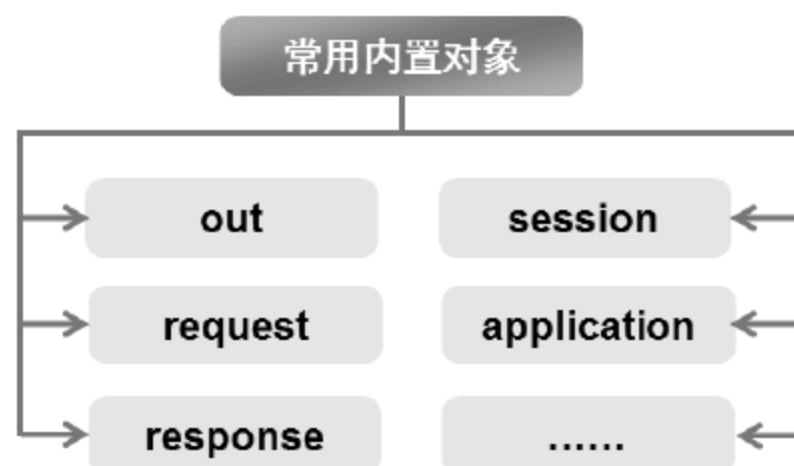 常用内置对象
out
session
request
application
response
......